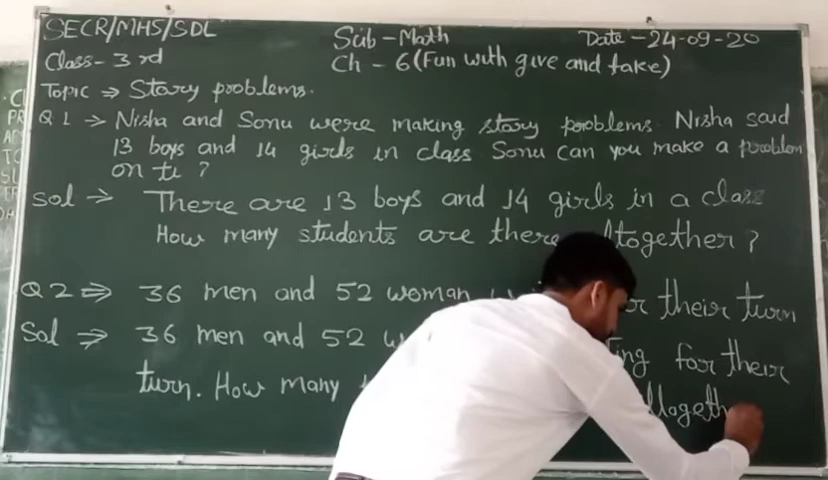 SECR/MHS/SDL
Sub - Math
Date - 24-09-20
Class - 3rd
Ch - 6 (Fun with give and take)
Topic ⇒ Story problems.
Q 1 ⇒ Nisha and Sonu were making story problems. Nisha said
13 boys and 14 girls in class Sonu can you make a problem
on ti ?
Sol ⇒ There are 13 boys and 14 girls in a class
How many students are there ltogether ?
Q 2 ⇒ 36 men and 52 woman their turn
Sol ⇒ 36 men and 52 ing for their
turn. How many